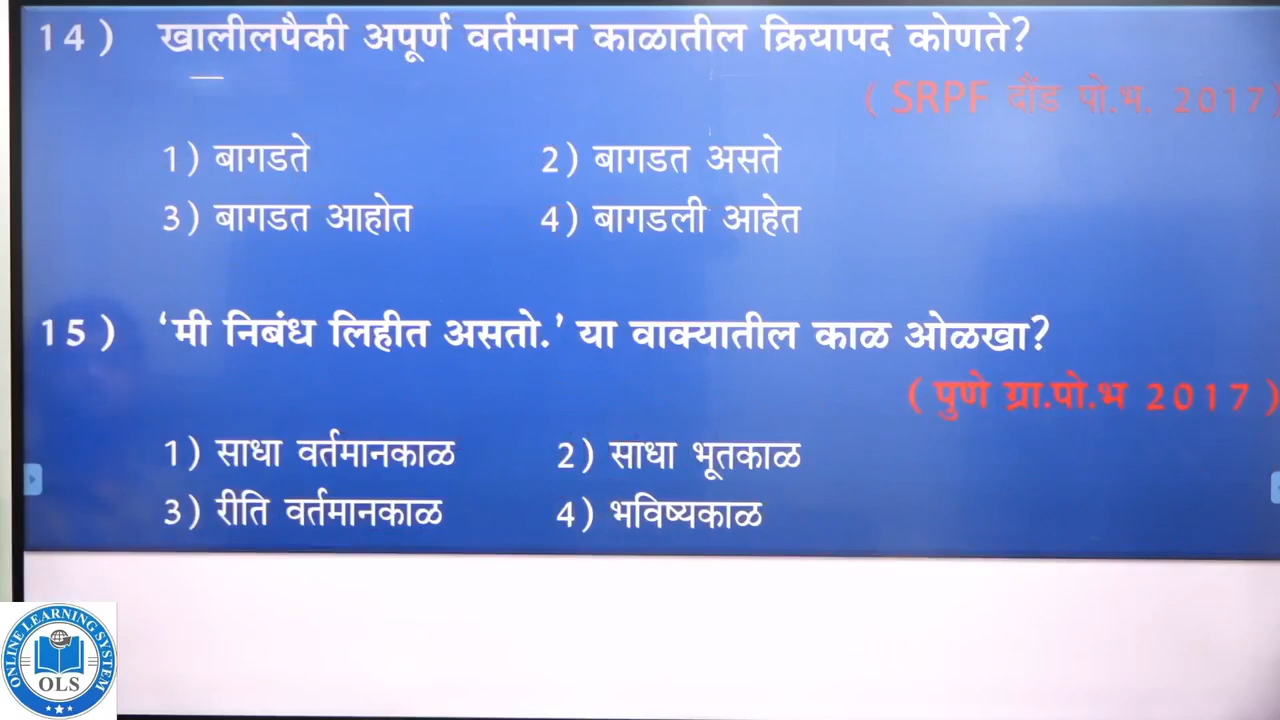 14) खालीलपैकी अपूर्ण वर्तमान काळातील क्रियापद कोणते?
( SRPF दौंड पो.भ. 2017)
1) बागडते 2) बागडत असते
3) बागडत आहोत 4) बागडली आहेत
15) ‘मी निबंध लिहीत असतो.’ या वाक्यातील काळ ओळखा?
( पुणे ग्रा.पो.भ 2017 )
1) साधा वर्तमानकाळ 2) साधा भूतकाळ
3) रीति वर्तमानकाळ 4) भविष्यकाळ
ONLINE LEARNING SYSTEM
OLS